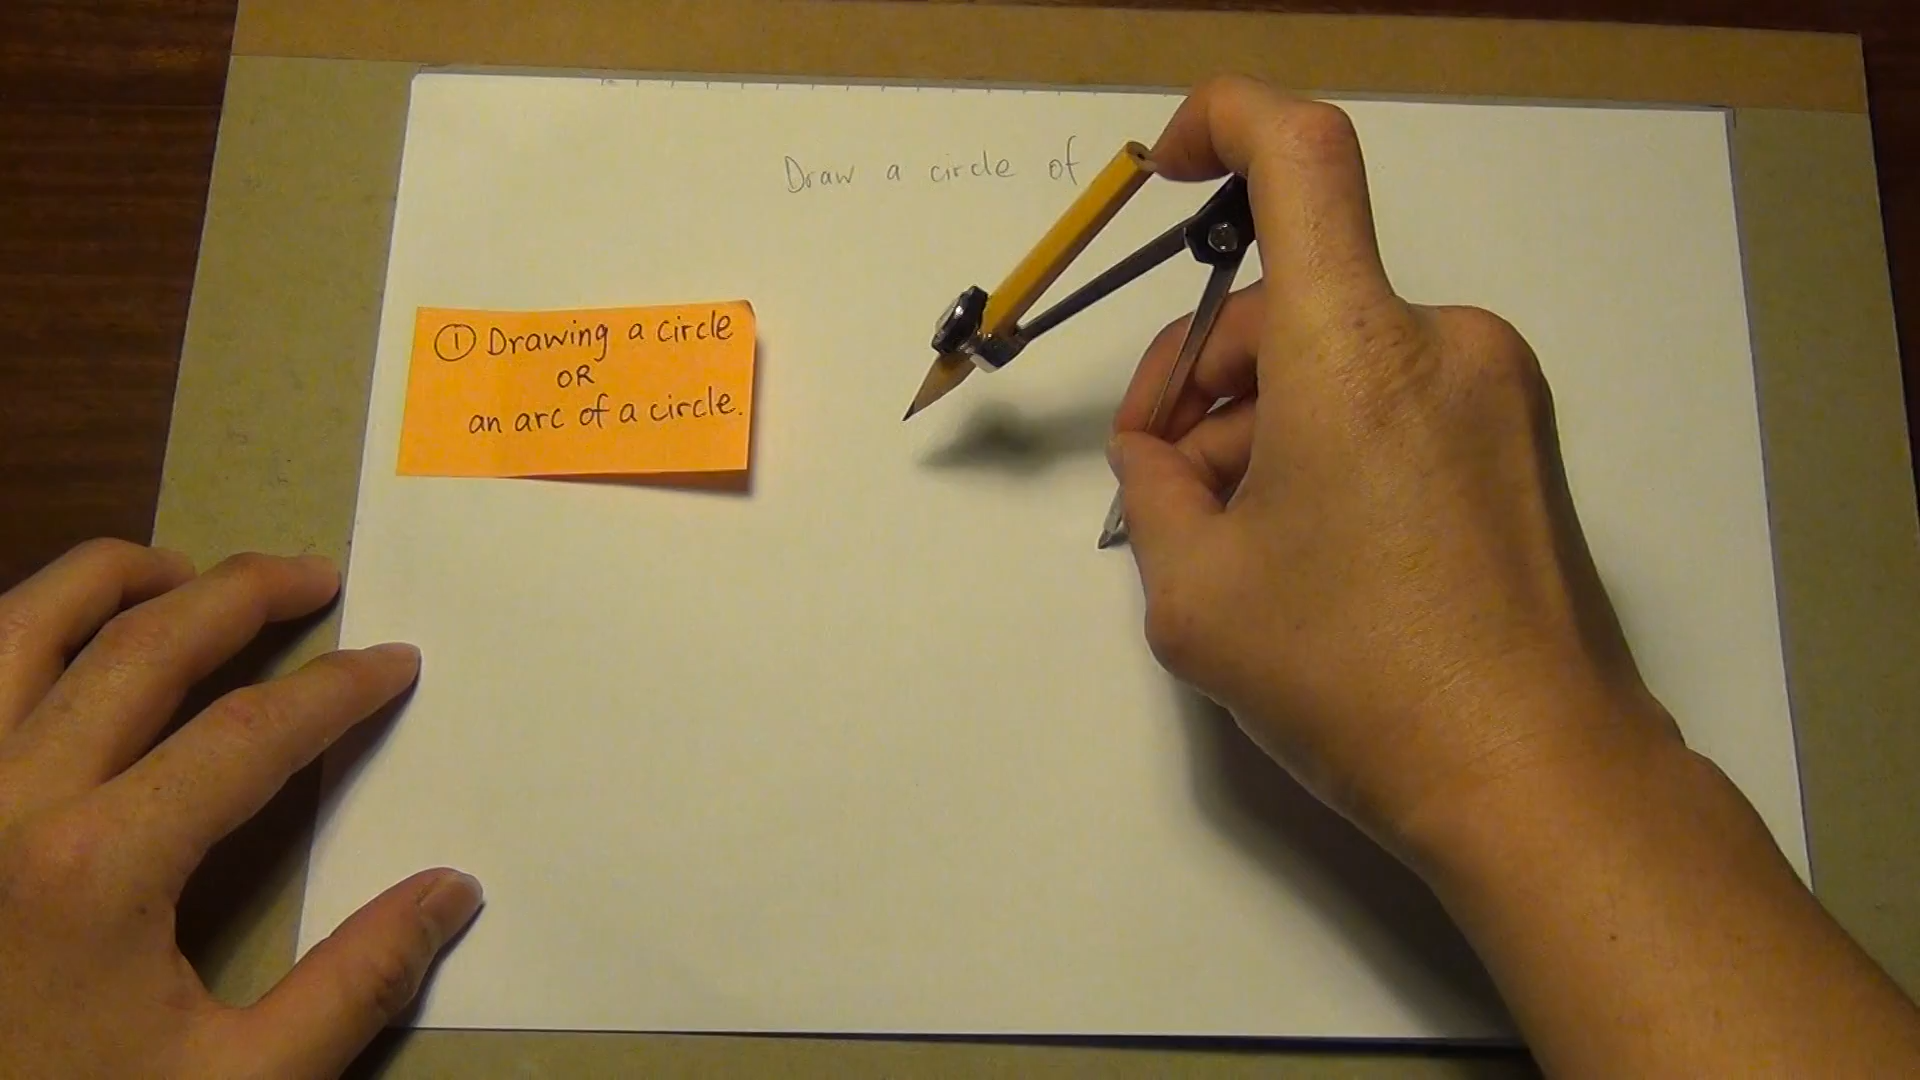 Draw a circle of
① Drawing a circle
OR
an arc of a circle.